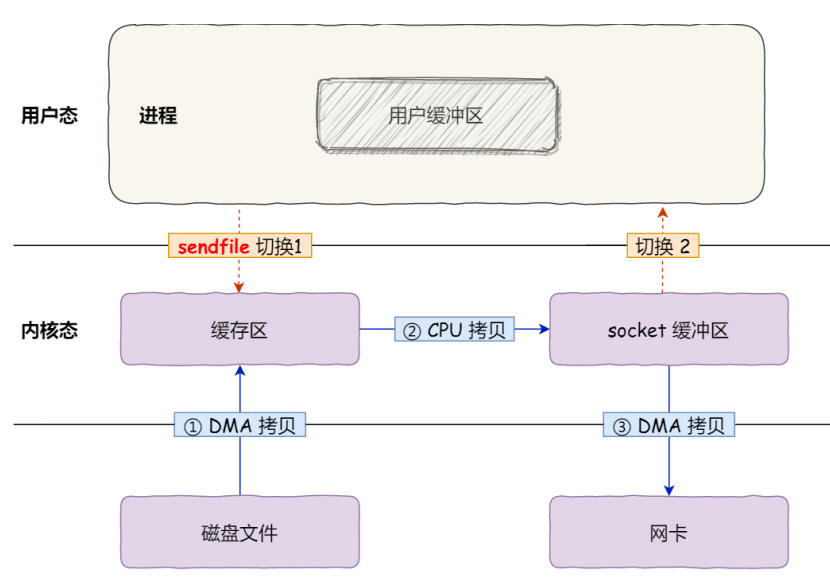 用户态
进程
用户缓冲区
sendfile 切换1
切换 2
内核态
缓存区
② CPU 拷贝
socket 缓冲区
① DMA 拷贝
③ DMA 拷贝
磁盘文件
网卡